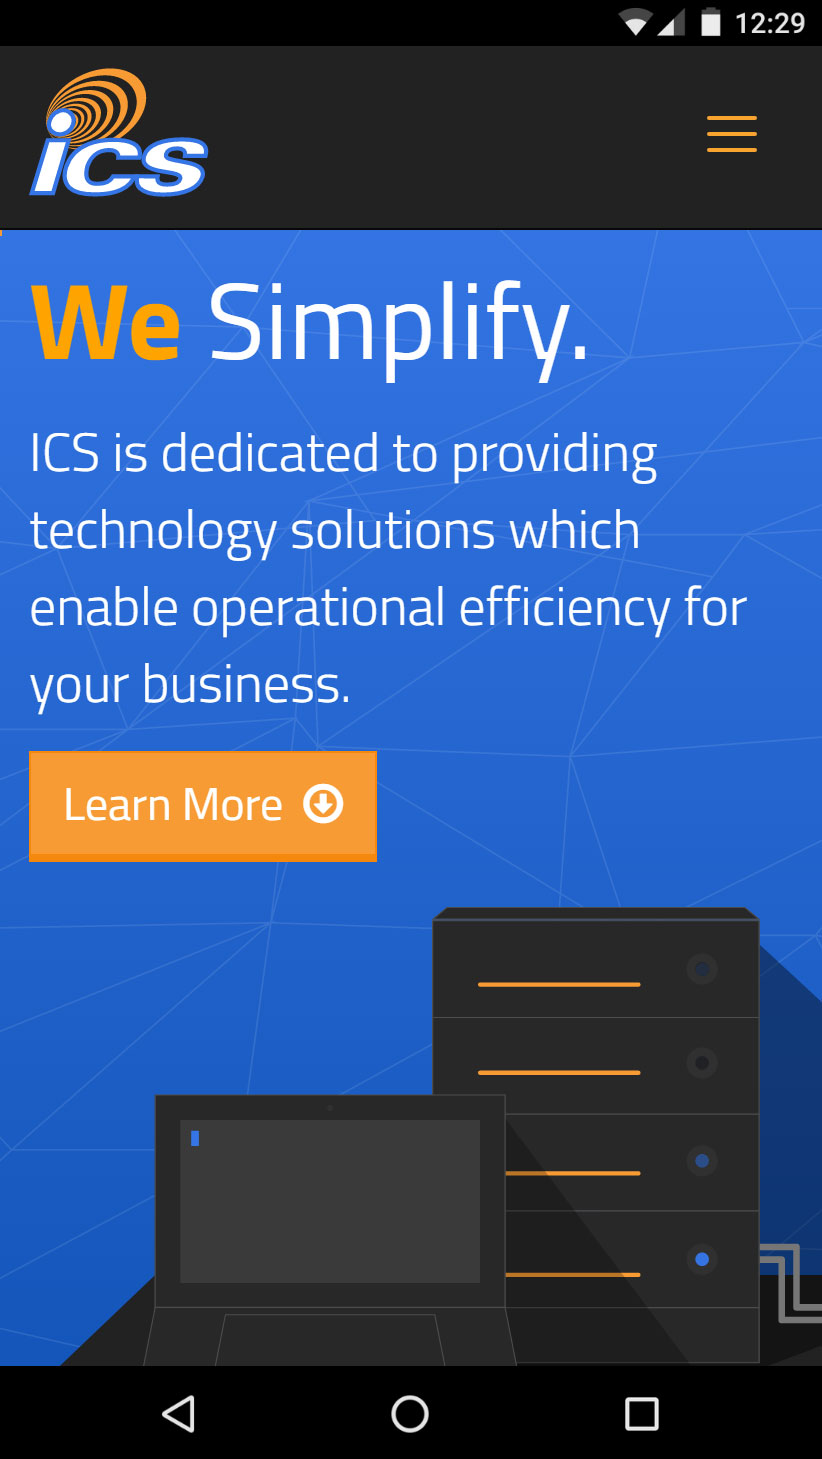 12:29
ics
We Simplify.
ICS is dedicated to providing
technology solutions which
enable operational efficiency for
your business.
Learn More